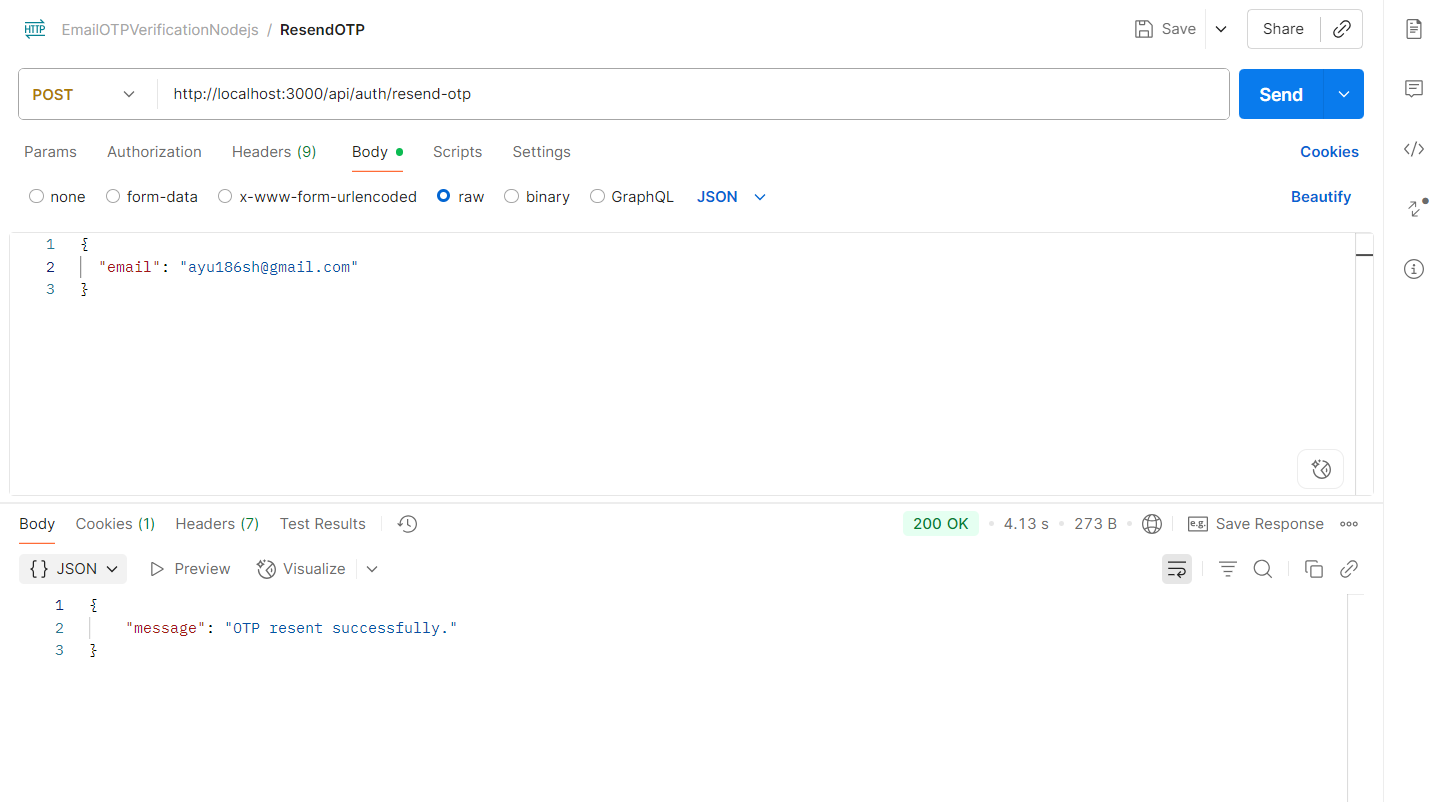 HTTP EmailOTPVerificationNodejs / ResendOTP Save Share
POST http://localhost:3000/api/auth/resend-otp Send
Params Authorization Headers (9) Body Scripts Settings Cookies
none form-data x-www-form-urlencoded raw binary GraphQL JSON Beautify
1 {
2 "email": "ayu186sh@gmail.com"
3 }
Body Cookies (1) Headers (7) Test Results 200 OK 4.13 s 273 B e.g. Save Response
{} JSON Preview Visualize
1 {
2 "message": "OTP resent successfully."
3 }